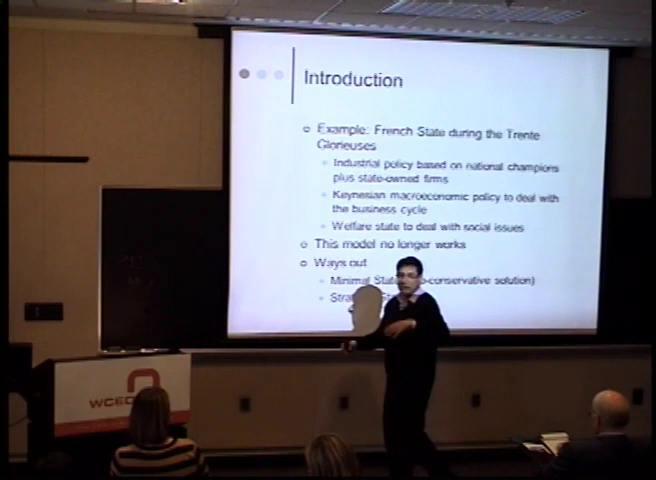 Introduction
Example: French State during the Trente
Glorieuses
Industrial policy based on national champions
plus state-owned firms
Keynesian macroeconomic policy to deal with
the business cycle
Welfare state to deal with social issues
This model no longer works
Ways out
Minimal State o-conservative solution)